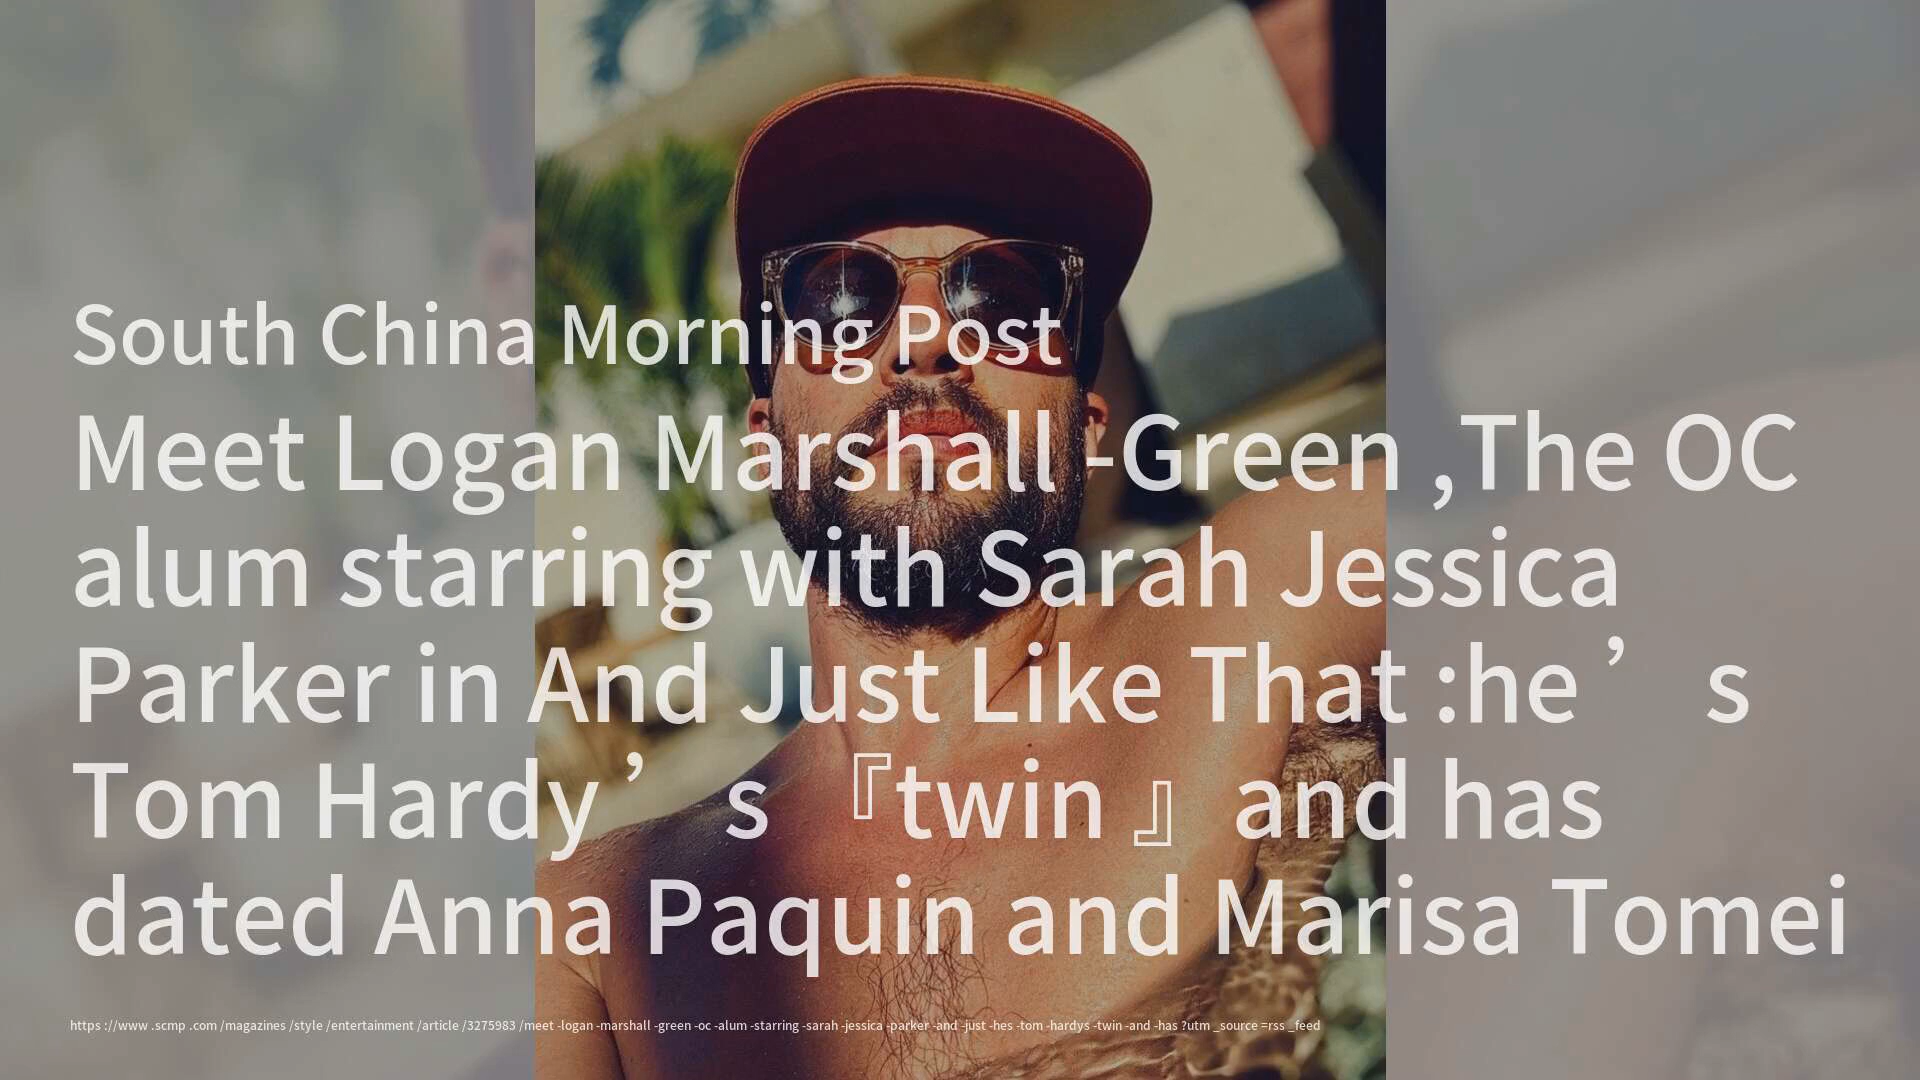 South China Morning Post
Meet Logan Marshall -Green ,The OC
alum starring with Sarah Jessica
Parker in And Just Like That :he ’ s
Tom Hardy ’ s 『twin 』 and has
dated Anna Paquin and Marisa Tomei
https ://www .scmp .com /magazines /style /entertainment /article /3275983 /meet -logan -marshall -green -oc -alum -starring -sarah -jessica -parker -and -just -hes -tom -hardys -twin -and -has ?utm _source =rss _feed